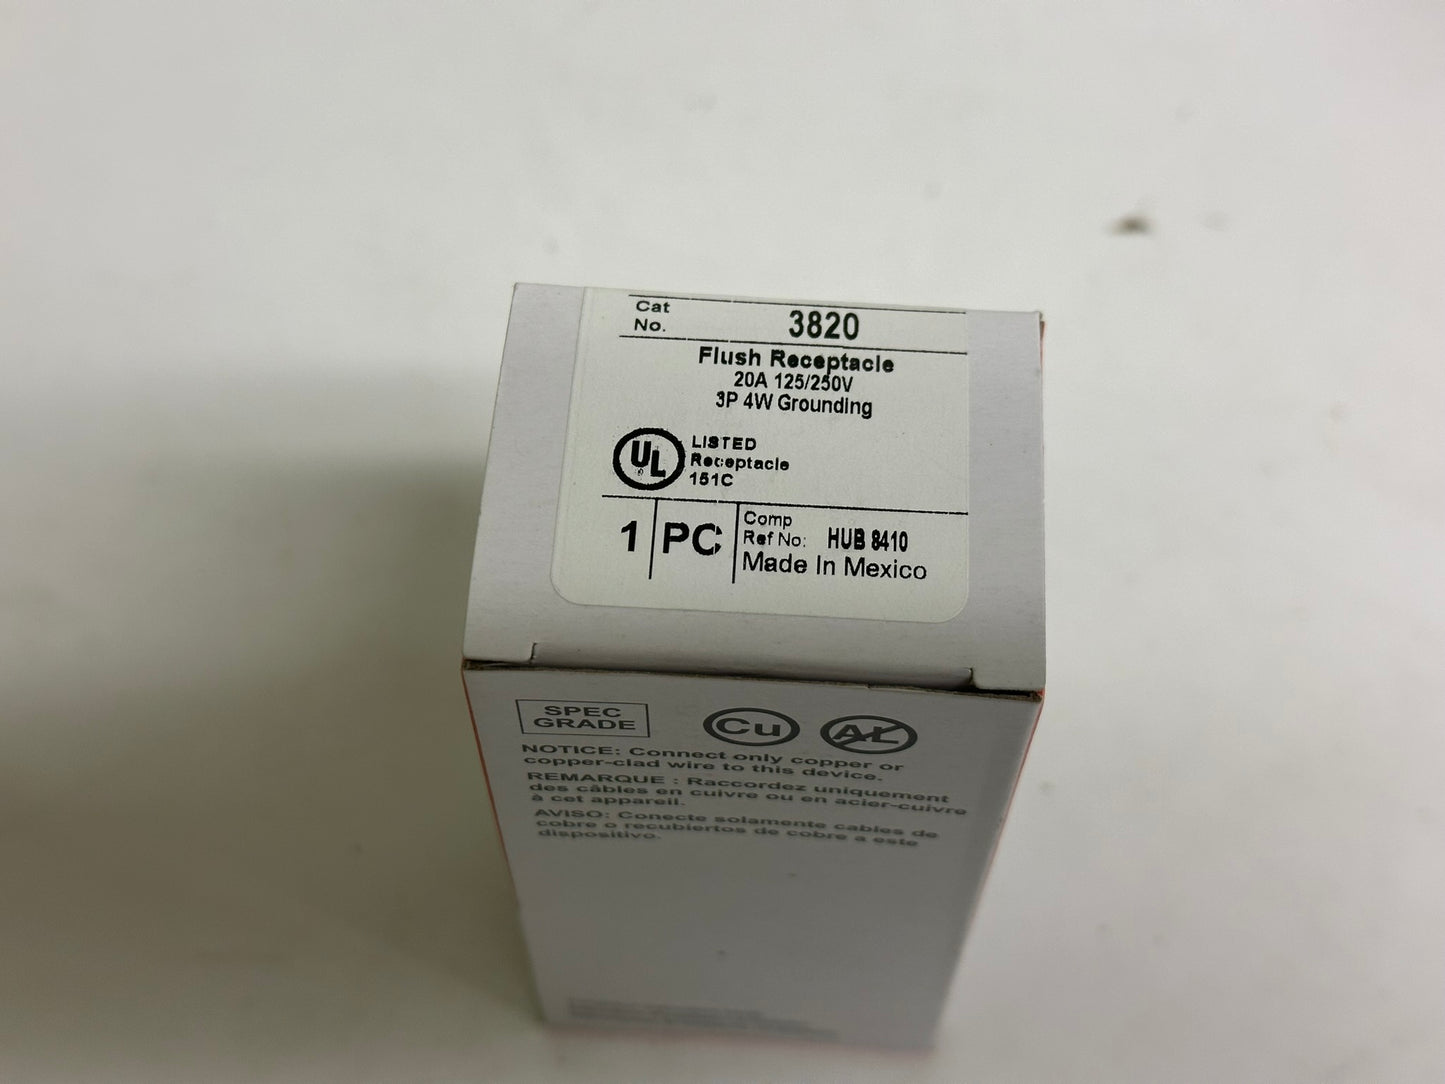 Cat
No. 3820
Flush Receptacle
20A 125/250V
3P 4W Grounding
UL LISTED
Receptacle
151C
1 PC Comp
Ref No: HUB 8410
Made In Mexico
SPEC
GRADE
Cu AL
NOTICE: Connect only copper or
copper-clad wire to this device.
REMARQUE : Raccordez uniquement
des câbles en cuivre ou en acier-cuivre
à cet appareil.
AVISO: Conecte solamente cables de
cobre o recubiertos de cobre a este
dispositivo.